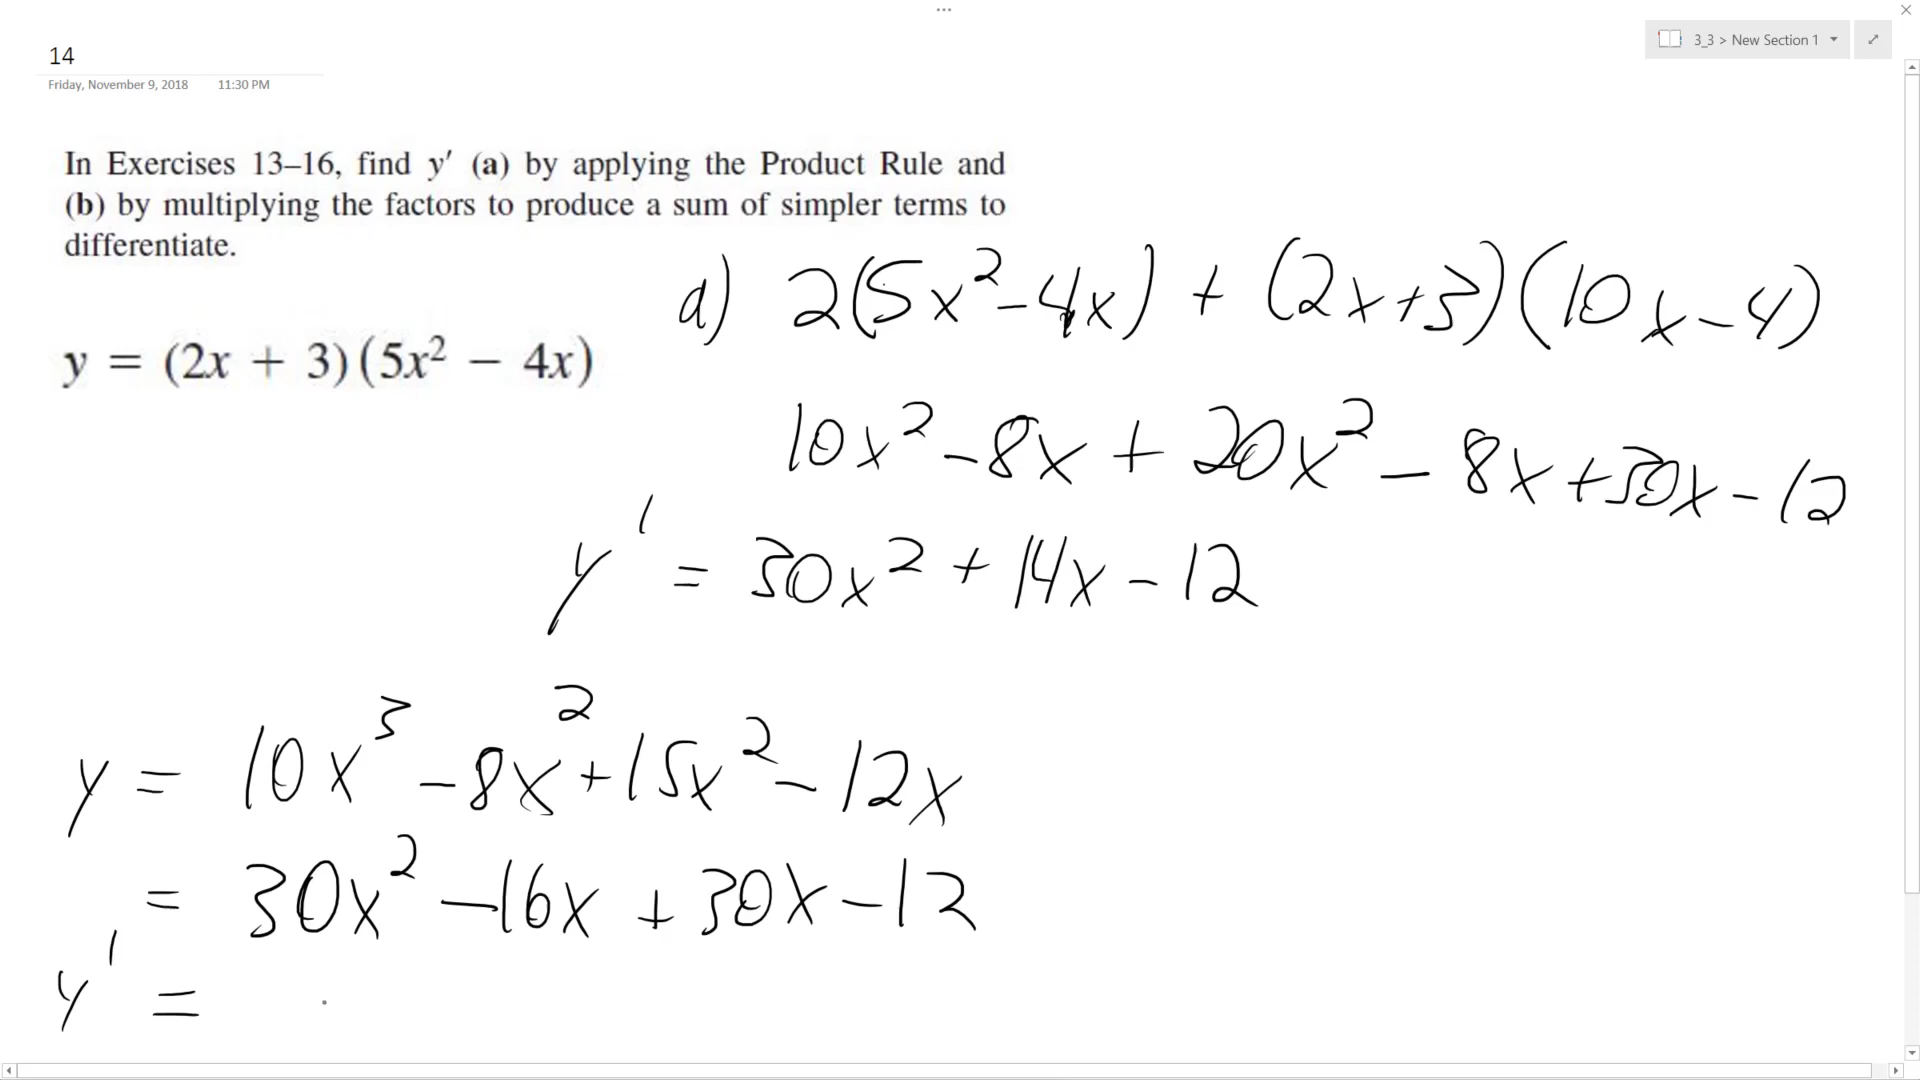 ...
3_3 > New Section 1
14
Friday, November 9, 2018 11:30 PM
In Exercises 13–16, find y′ (a) by applying the Product Rule and
(b) by multiplying the factors to produce a sum of simpler terms to
differentiate.
y = (2x + 3)(5x² − 4x)
a) 2(5x² − 4x) + (2x + 3)(10x − 4)
10x² − 8x + 20x² − 8x + 30x − 12
y' = 30x² + 14x − 12
y = 10x³ − 8x² + 15x² − 12x
= 30x² − 16x + 30x − 12
y' =